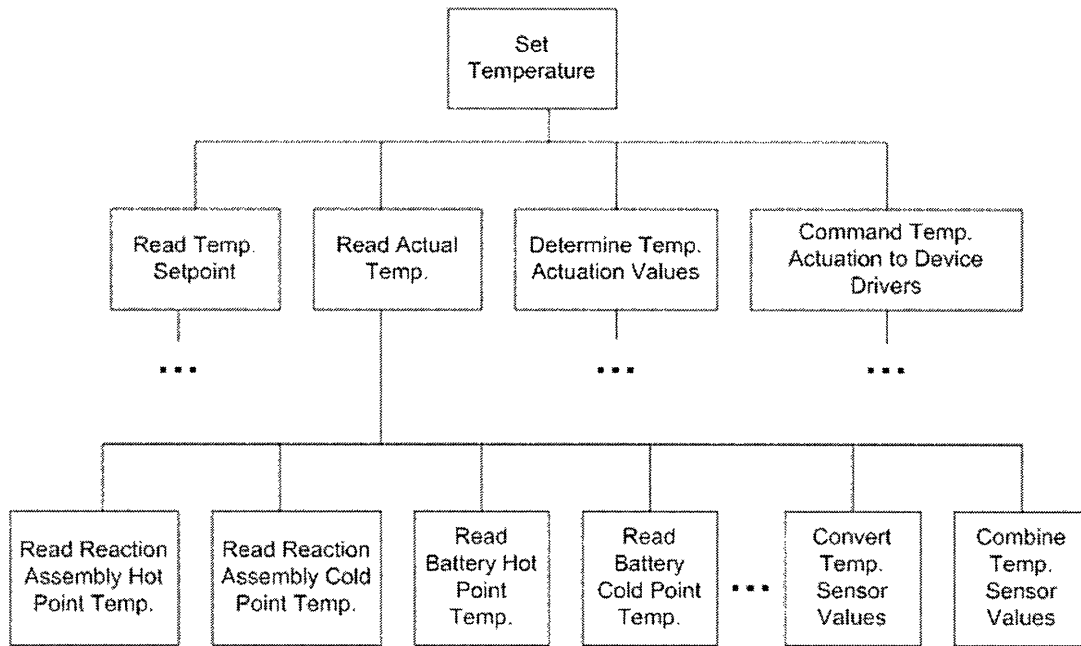 Set
Temperature
Read Temp.
Setpoint
Read Actual
Temp.
Determine Temp.
Actuation Values
Command Temp.
Actuation to Device
Drivers
...
...
...
Read Reaction
Assembly Hot
Point Temp.
Read Reaction
Assembly Cold
Point Temp.
Read
Battery Hot
Point
Temp.
Read
Battery
Cold Point
Temp.
...
Convert
Temp.
Sensor
Values
Combine
Temp.
Sensor
Values